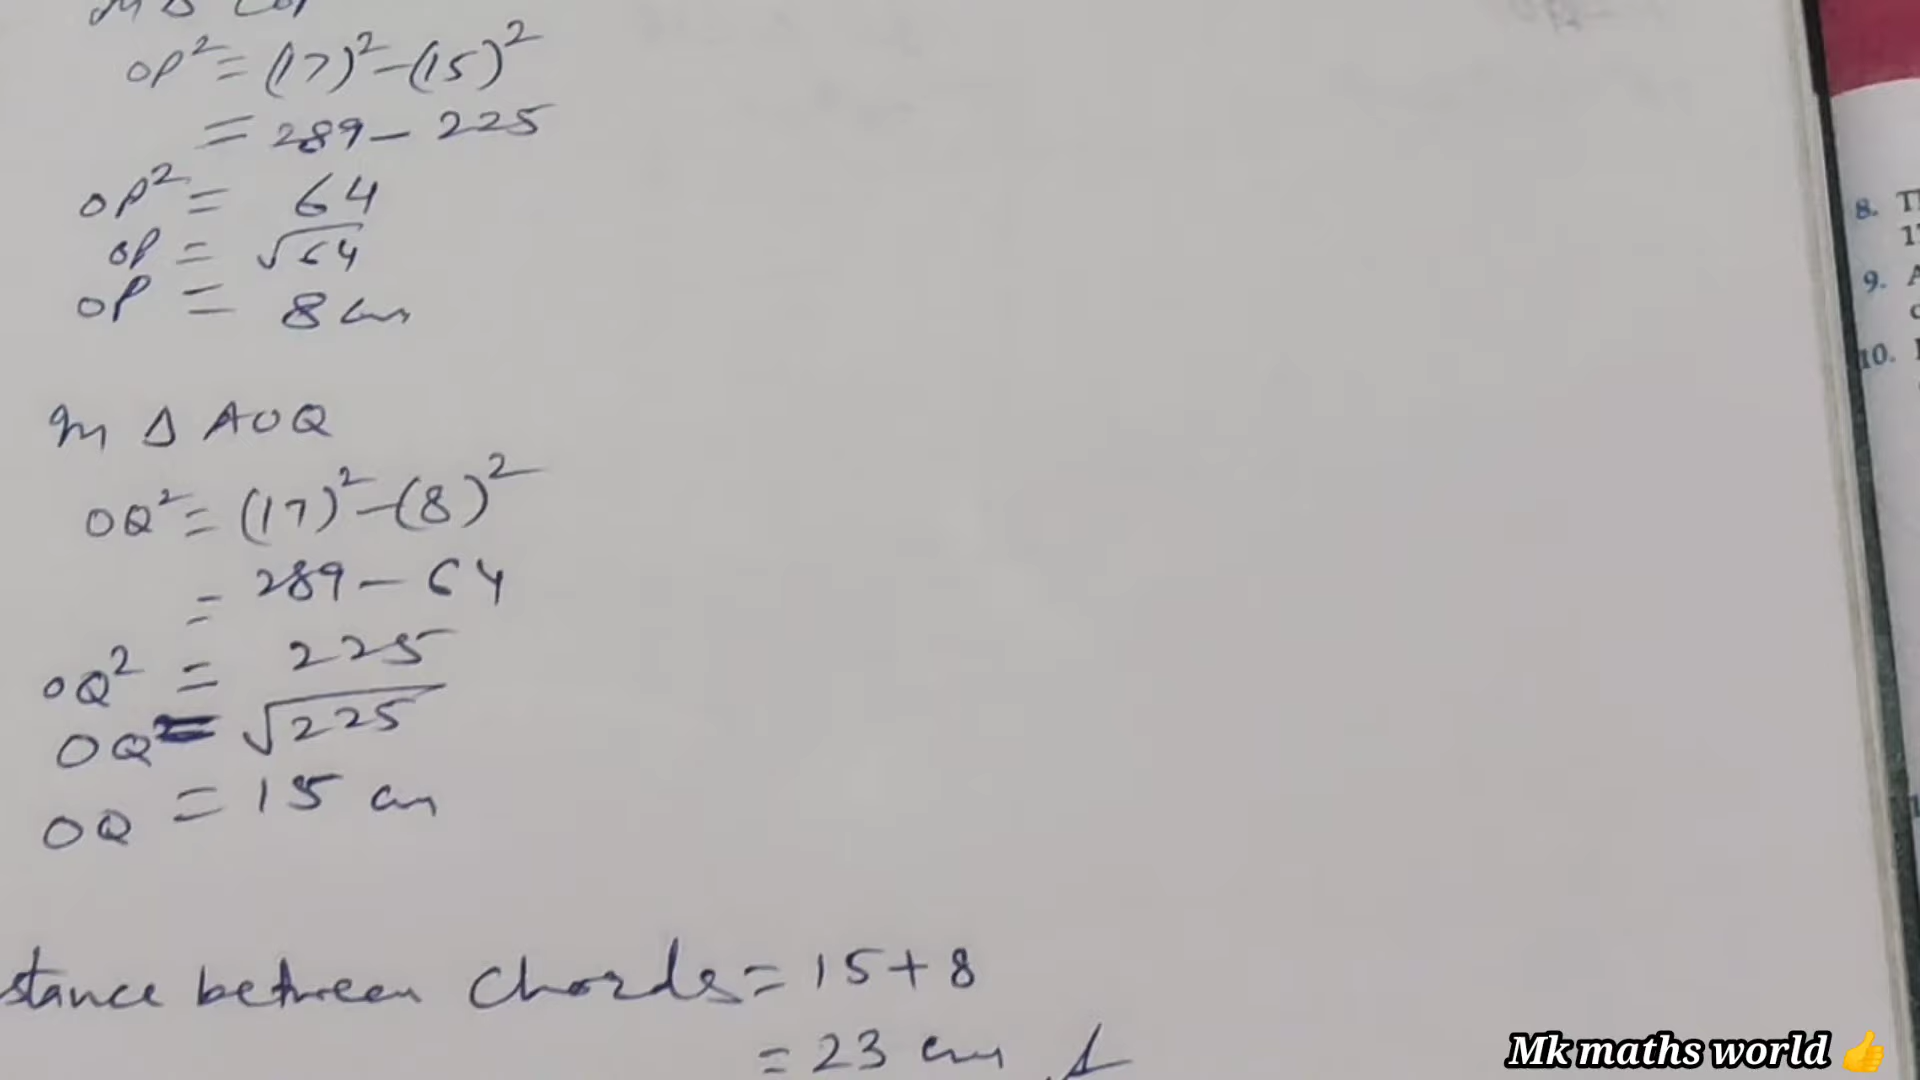 OP² = (17)² - (15)²
= 289 - 225
OP² = 64
OP = √64
OP = 8 cm
In Δ AOQ
OQ² = (17)² - (8)²
= 289 - 64
OQ² = 225
OQ = √225
OQ = 15 cm
stance between Chords = 15 + 8
= 23 cm
8. T
1
9. A
c
10.
Mk maths world 👍